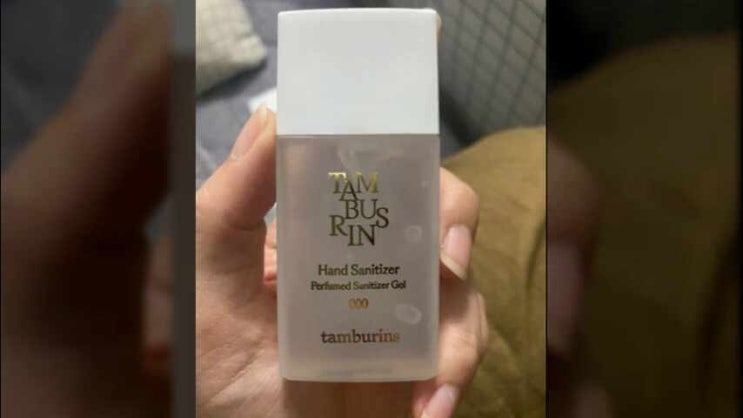 TAM
BUS
RIN
Hand Sanitizer
Perfumed Sanitizer Gel
000
tamburins